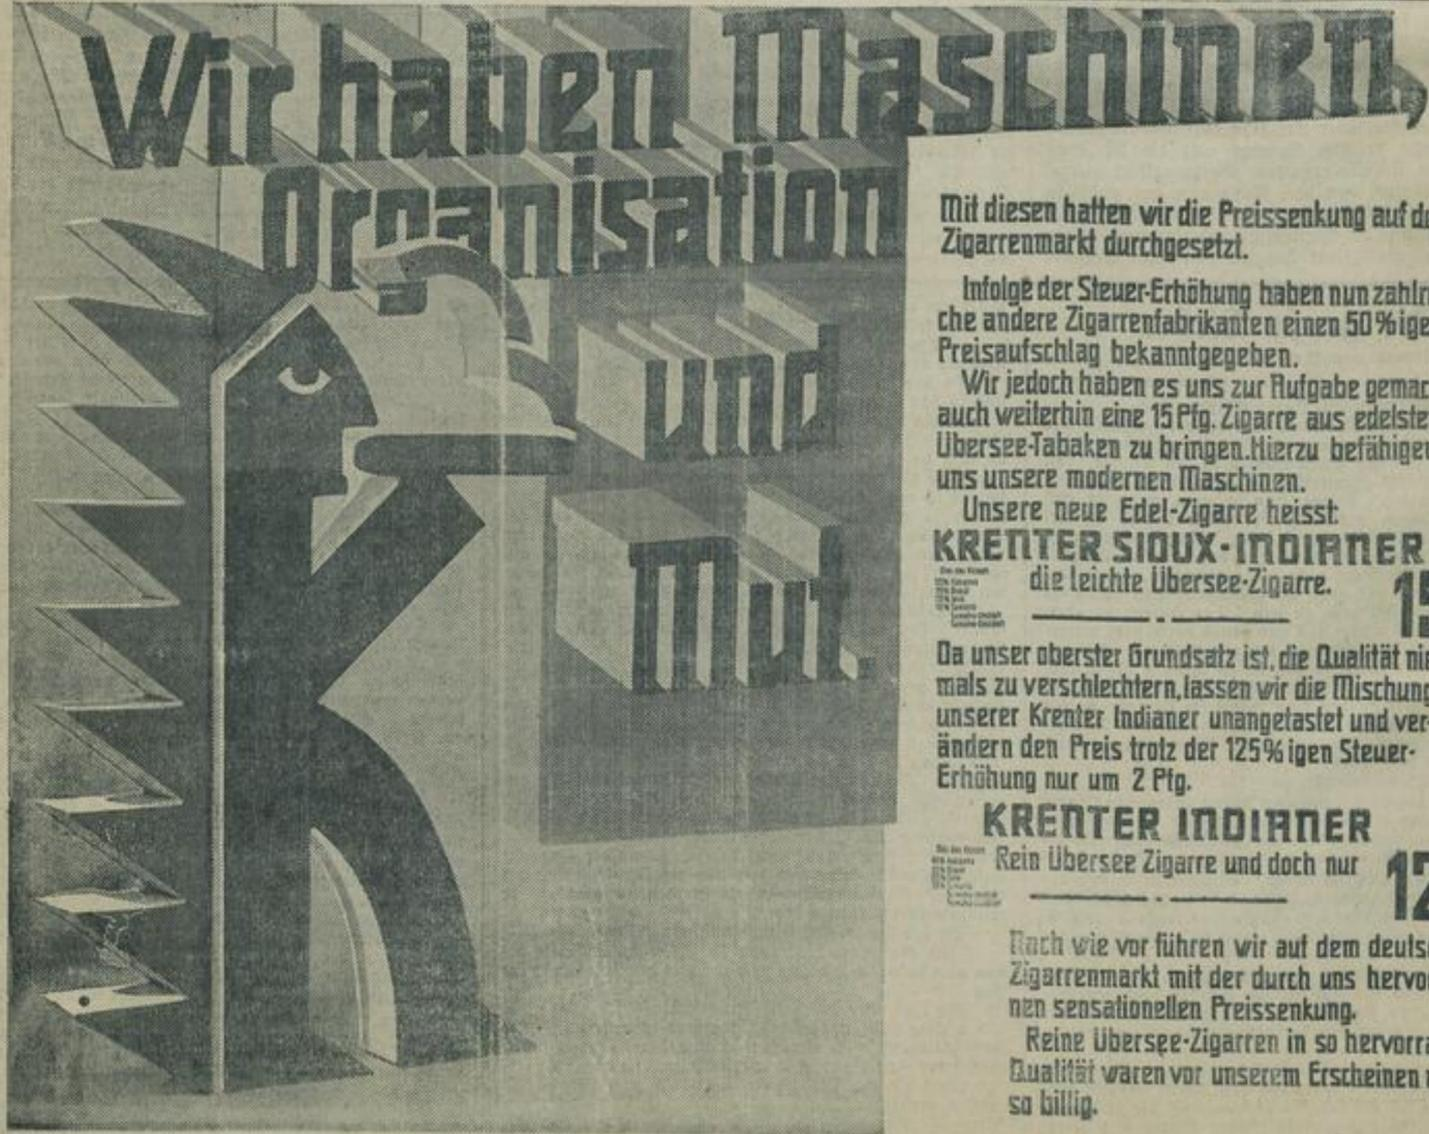 Wir haben Maschinen,
Organisation
und
Mut.
Mit diesen hatten wir die Preissenkung auf
Zigarrenmarkt durchgesetzt.
Infolge der Steuer-Erhöhung haben nun zahlr
che andere Zigarrenfabrikanten einen 50%ige
Preisaufschlag bekanntgegeben.
Wir jedoch haben es uns zur Aufgabe gemac
auch weiterhin eine 15 Pfg. Zigarre aus edelste
Übersee-Tabaken zu bringen. Hierzu befähige
uns unsere modernen Maschinen.
Unsere neue Edel-Zigarre heisst:
KRENTER SIOUX-INDIANER
die leichte Übersee-Zigarre.
15
Da unser oberster Grundsatz ist, die Qualität nie
mals zu verschlechtern, lassen wir die Mischung
unserer Krenter Indianer unangetastet und ver-
ändern den Preis trotz der 125%igen Steuer-
Erhöhung nur um 2 Pfg.
KRENTER INDIANER
Rein Übersee Zigarre und doch nur
12
Nach wie vor führen wir auf dem deuts
Zigarrenmarkt mit der durch uns hervo
nen sensationellen Preissenkung.
Reine Übersee-Zigarren in so hervorra
Qualität waren vor unserem Erscheinen
so billig.